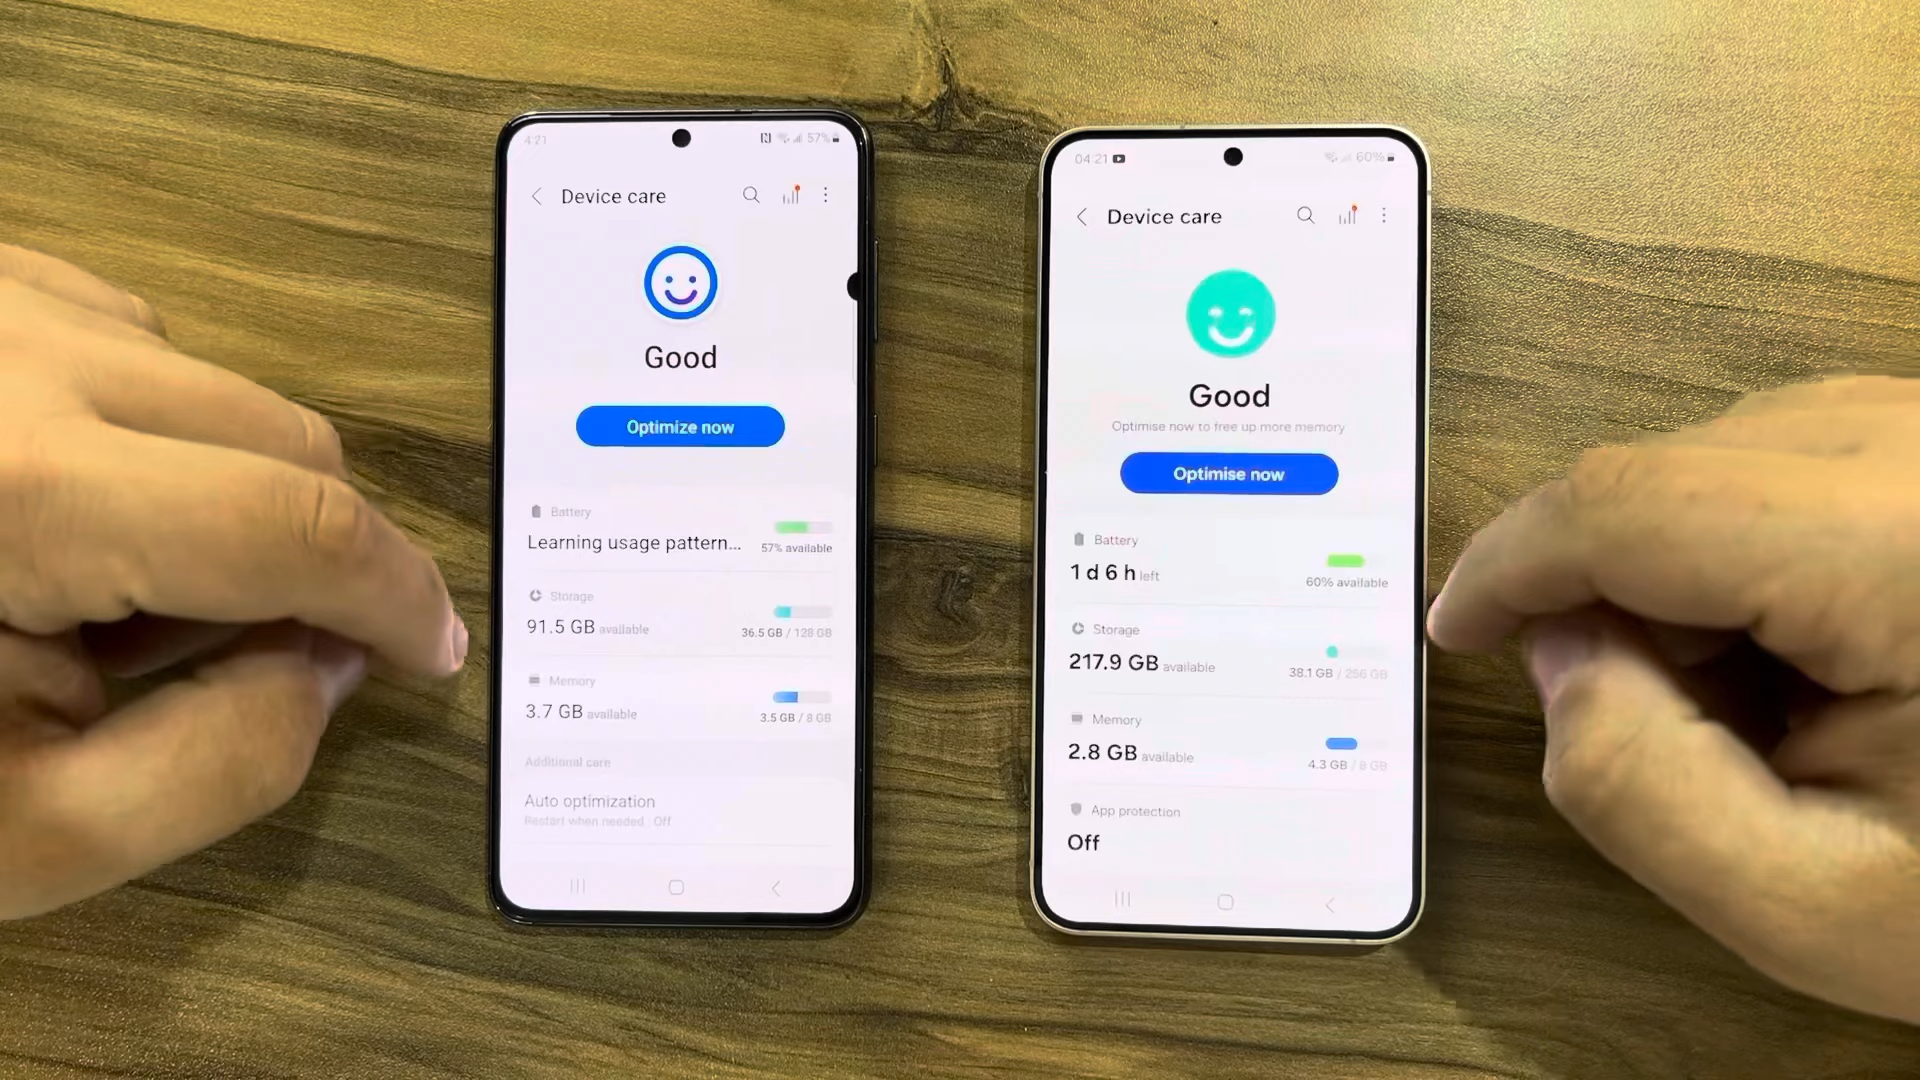 4:21
57%
Device care
Good
Optimize now
Battery
Learning usage pattern...
57% available
Storage
91.5 GB available
36.5 GB / 128 GB
Memory
3.7 GB available
3.5 GB / 8 GB
Additional care
Auto optimization
Restart when needed : Off
04:21
60%
Device care
Good
Optimise now to free up more memory
Optimise now
Battery
1 d 6 h left
60% available
Storage
217.9 GB available
38.1 GB / 256 GB
Memory
2.8 GB available
4.3 GB / 8 GB
App protection
Off